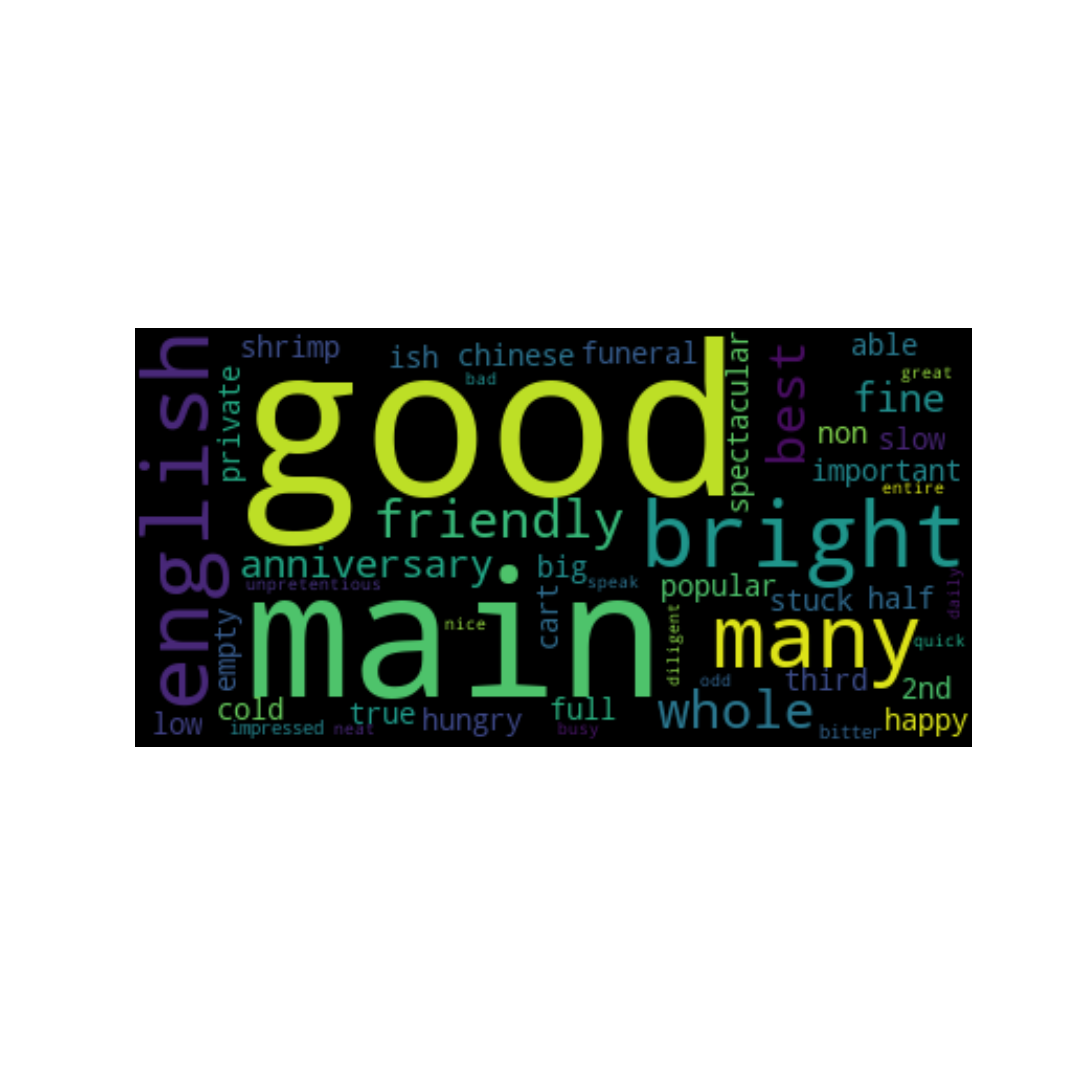 english
shrimp
ish
chinese
funeral
spectacular
best
able
great
bad
private
good
fine
non
slow
important
entire
friendly
bright
anniversary
big
speak
unpretentious
popular
stuck
half
daily
main
nice
cart
diligent
many
quick
empty
odd
third
2nd
low
cold
true
hungry
full
whole
happy
impressed
neat
busy
bitter